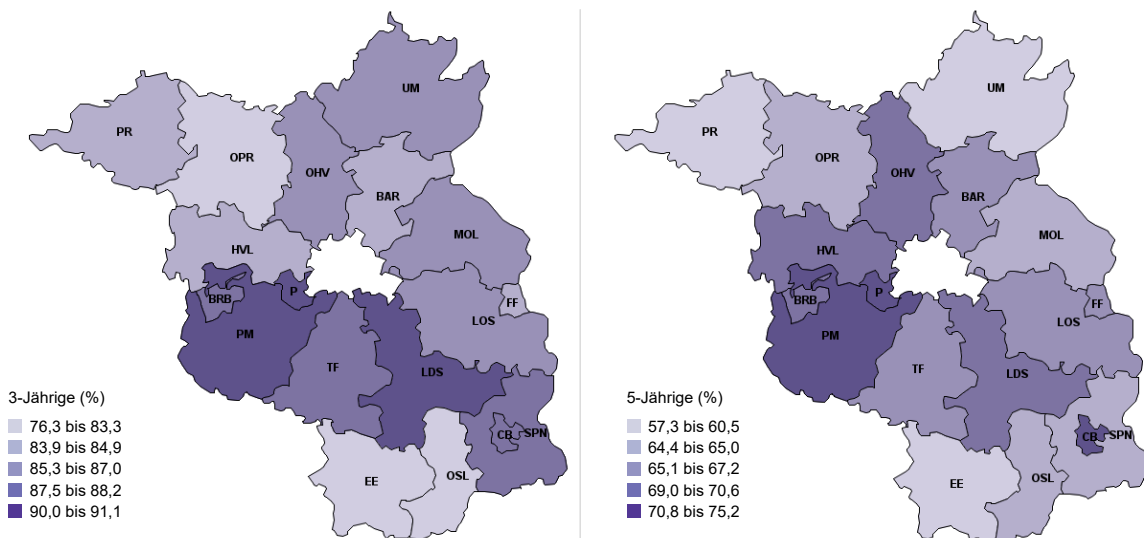 UM
PR
OPR
OHV
BAR
MOL
HVL
P
BRB
FF
LOS
PM
TF
LDS
CB
SPN
EE
OSL
3-Jährige (%)
76,3 bis 83,3
83,9 bis 84,9
85,3 bis 87,0
87,5 bis 88,2
90,0 bis 91,1
UM
PR
OPR
OHV
BAR
MOL
HVL
P
BRB
FF
LOS
PM
TF
LDS
CB
SPN
EE
OSL
5-Jährige (%)
57,3 bis 60,5
64,4 bis 65,0
65,1 bis 67,2
69,0 bis 70,6
70,8 bis 75,2